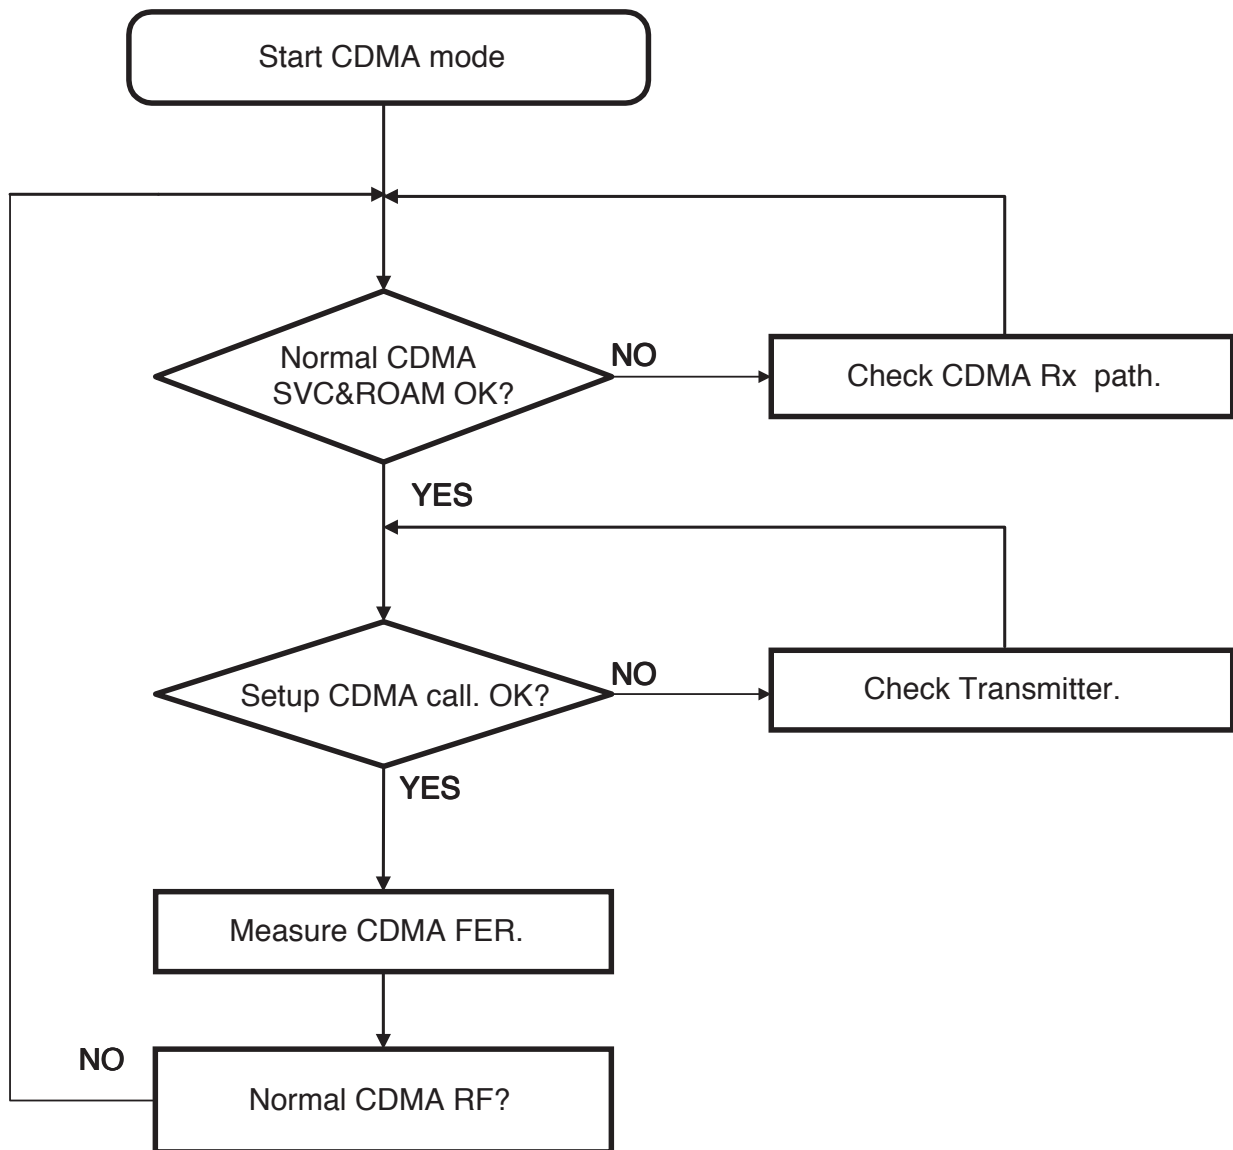 Start CDMA mode
Normal CDMA
SVC&ROAM OK?
NO
Check CDMA Rx path.
YES
Setup CDMA call. OK?
NO
Check Transmitter.
YES
Measure CDMA FER.
NO
Normal CDMA RF?